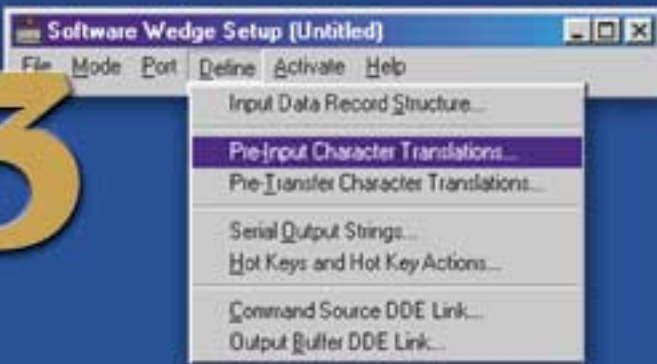 Software Wedge Setup (Untitled)
File Mode Port Define Activate Help
3
Input Data Record Structure...
Pre-Input Character Translations...
Pre-Transfer Character Translations...
Serial Output Strings...
Hot Keys and Hot Key Actions...
Command Source DDE Link...
Output Buffer DDE Link...